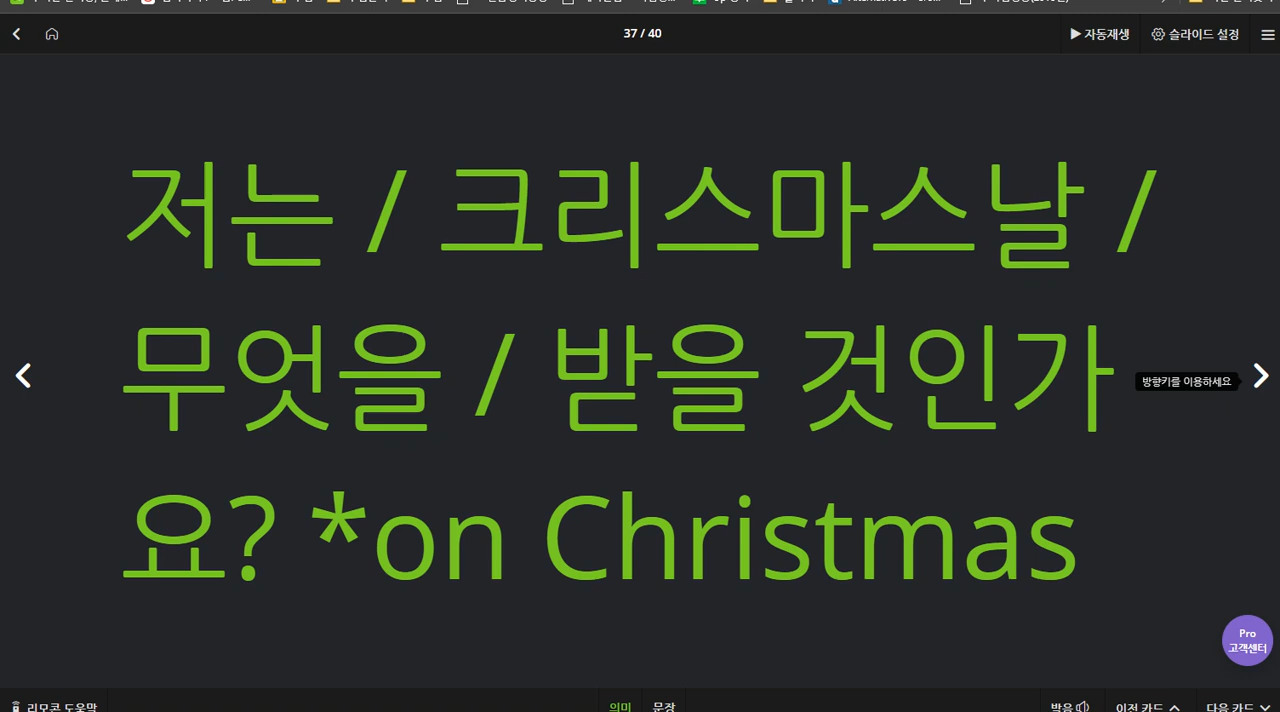 37 / 40
자동재생
슬라이드 설정
저는 / 크리스마스날 /
무엇을 / 받을 것인가
요? *on Christmas
방향키를 이용하세요
Pro
고객센터
리모콘 도움말
의미
문장
발음
이전 카드
다음 카드